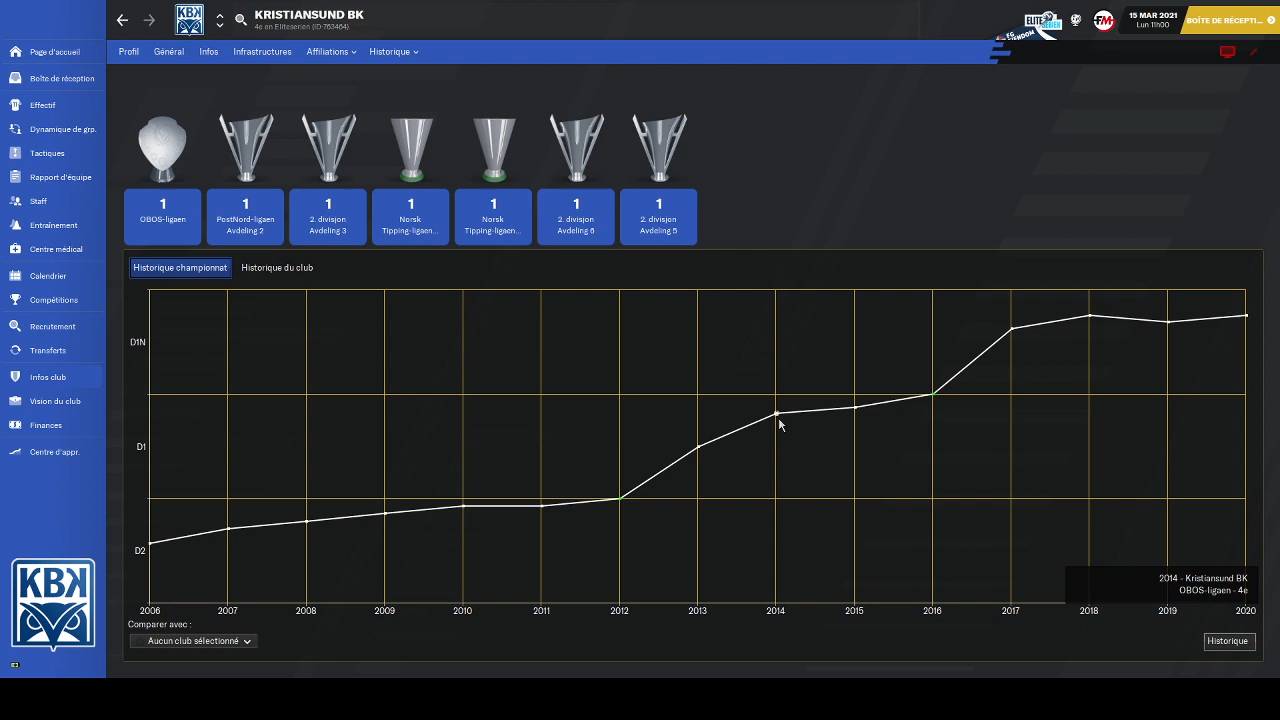 KRISTIANSUND BK
4e en Eliteserien (ID-763464)
15 MAR 2021
Lun 11h00
BOÎTE DE RÉCEPTI...
Profil
Général
Infos
Infrastructures
Affiliations
Historique
Page d'accueil
Boîte de réception
Effectif
Dynamique de grp.
Tactiques
Rapport d'équipe
Staff
Entraînement
Centre médical
Calendrier
Compétitions
Recrutement
Transferts
Infos club
Vision du club
Finances
Centre d'appr.
KBK
1
OBOS-ligaen
1
PostNord-ligaen
Avdeling 2
1
2. divisjon
Avdeling 3
1
Norsk
Tipping-ligaen...
1
Norsk
Tipping-ligaen...
1
2. divisjon
Avdeling 6
1
2. divisjon
Avdeling 5
Historique championnat
Historique du club
D1N
D1
D2
2006 2007 2008 2009 2010 2011 2012 2013 2014 2015 2016 2017 2018 2019 2020
2014 - Kristiansund BK
OBOS-ligaen - 4e
Comparer avec :
Aucun club sélectionné
Historique
KBK